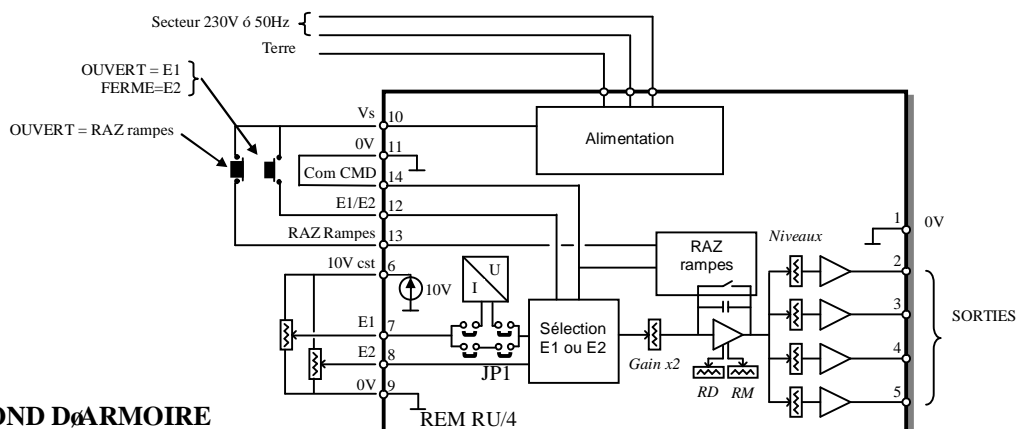 Secteur 230V ó 50Hz
Terre
OUVERT = E1
FERME=E2
OUVERT = RAZ rampes
Vs
10
0V
11
Com CMD
14
E1/E2
12
RAZ Rampes
13
10V cst
6
10V
E1
7
E2
8
0V
9
Alimentation
RAZ
rampes
I
U
JP1
Sélection
E1 ou E2
Gain x2
RD
RM
Niveaux
1
0V
2
3
4
5
SORTIES
OND DøARMOIRE
REM RU/4